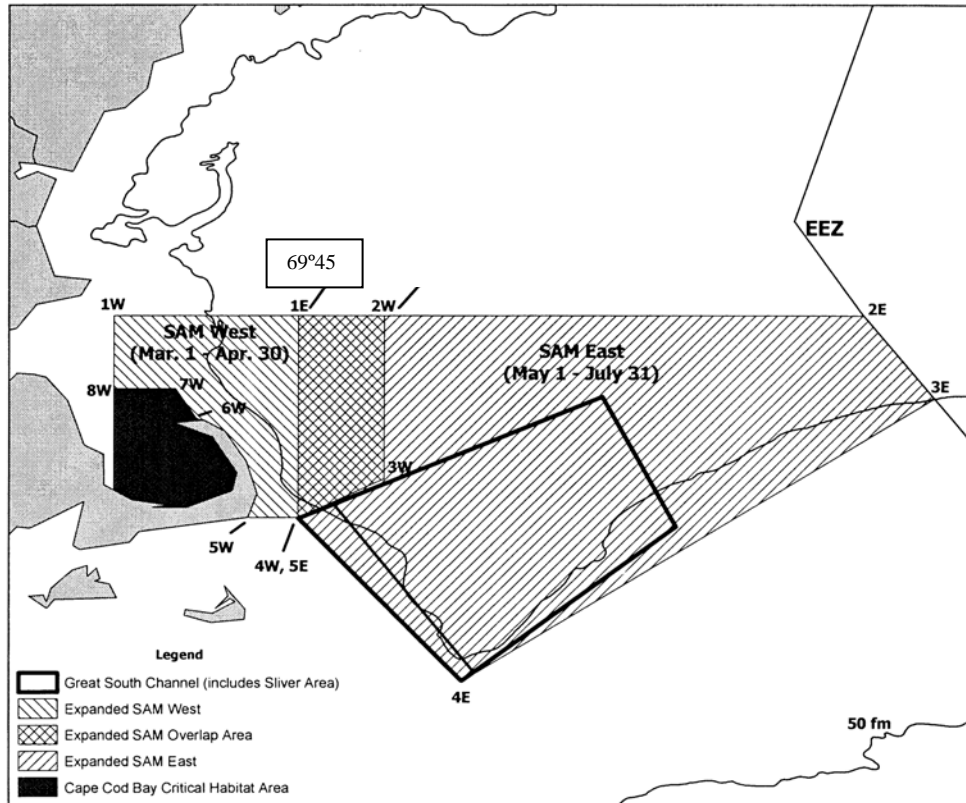 69º45
EEZ
1W
1E
2W
2E
SAM West
(Mar. 1 - Apr. 30)
SAM East
(May 1 - July 31)
8W
7W
6W
3E
3W
5W
4W, 5E
4E
Legend
Great South Channel (includes Sliver Area)
Expanded SAM West
Expanded SAM Overlap Area
Expanded SAM East
Cape Cod Bay Critical Habitat Area
50 fm